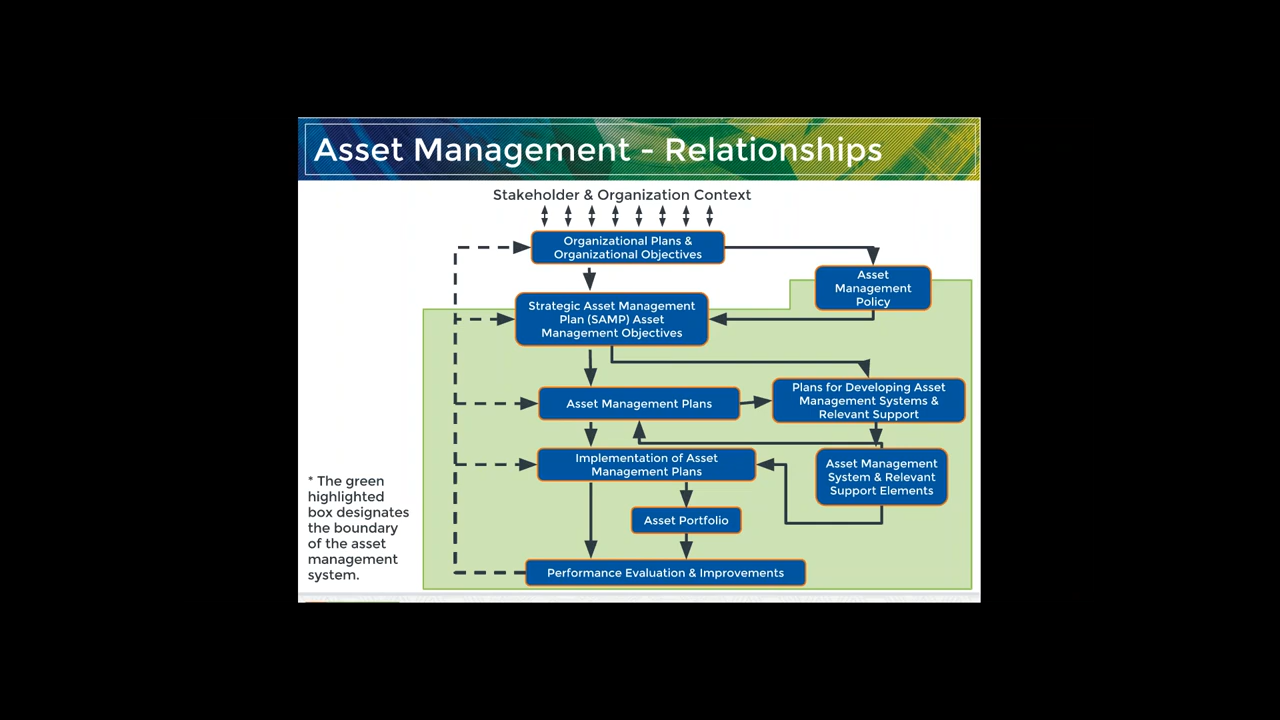 Asset Management - Relationships
Stakeholder & Organization Context
Organizational Plans &
Organizational Objectives
Asset
Management
Policy
Strategic Asset Management
Plan (SAMP) Asset
Management Objectives
Asset Management Plans
Plans for Developing Asset
Management Systems &
Relevant Support
Implementation of Asset
Management Plans
Asset Management
System & Relevant
Support Elements
Asset Portfolio
Performance Evaluation & Improvements
* The green
highlighted
box designates
the boundary
of the asset
management
system.